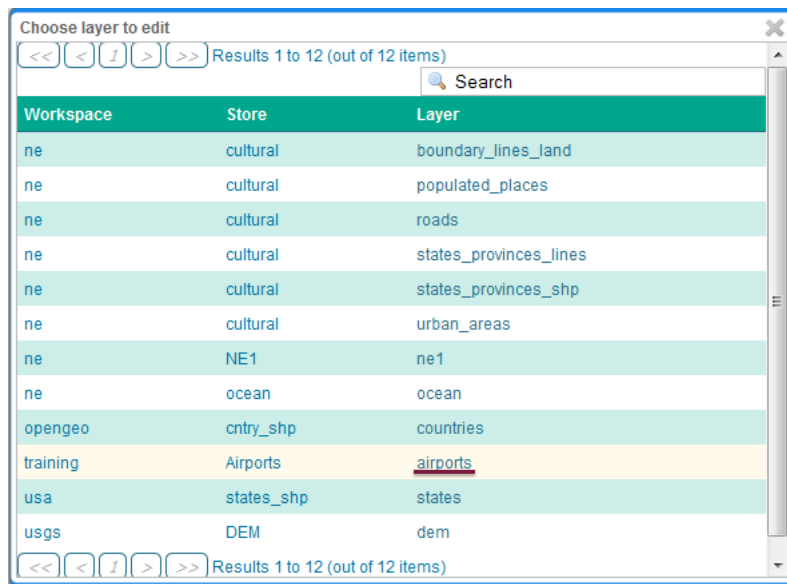 Choose layer to edit
<< < 1 > >> Results 1 to 12 (out of 12 items)
Search
Workspace Store Layer
ne cultural boundary_lines_land
ne cultural populated_places
ne cultural roads
ne cultural states_provinces_lines
ne cultural states_provinces_shp
ne cultural urban_areas
ne NE1 ne1
ne ocean ocean
opengeo cntry_shp countries
training Airports airports
usa states_shp states
usgs DEM dem
<< < 1 > >> Results 1 to 12 (out of 12 items)